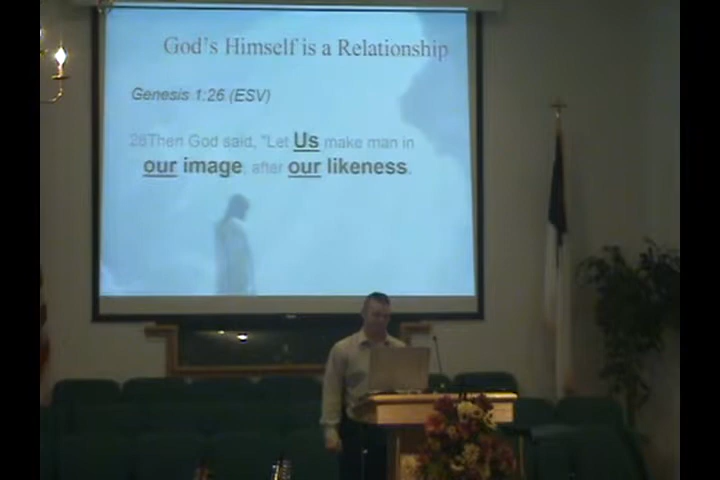 God's Himself is a Relationship
Genesis 1:26 (ESV)
26Then God said, "Let Us make man in
our image, after our likeness.